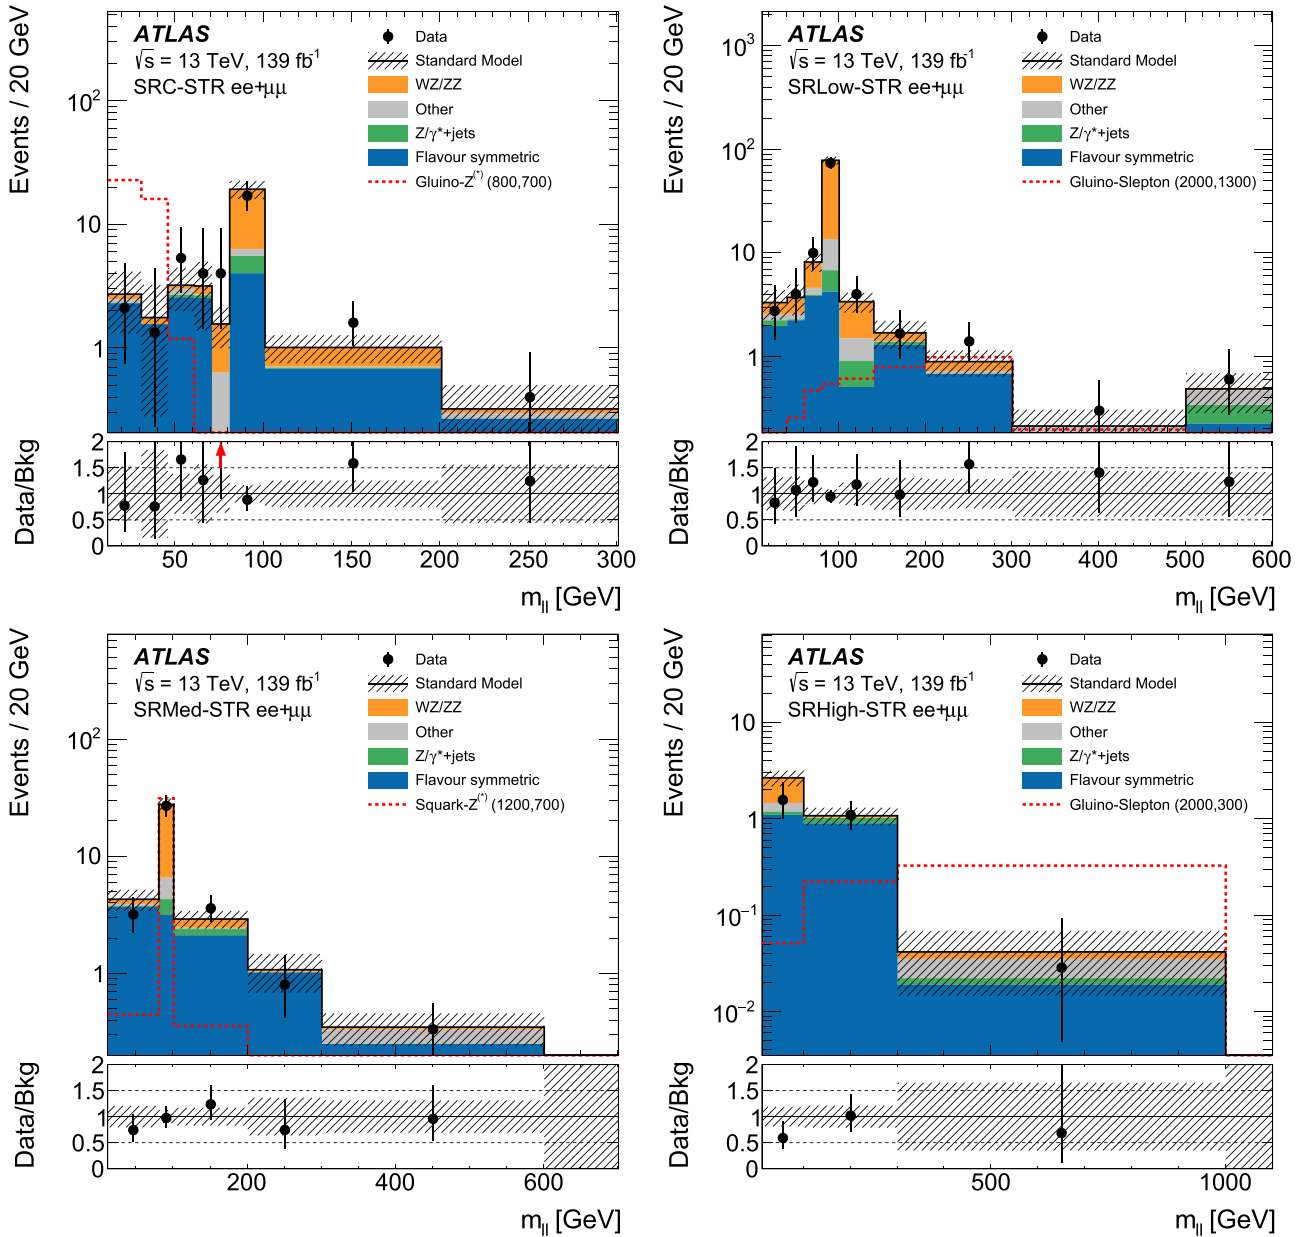 Events / 20 GeV
10²
10
1
ATLAS
√s = 13 TeV, 139 fb⁻¹
SRC-STR ee+μμ
Data
Standard Model
WZ/ZZ
Other
Z/γ*+jets
Flavour symmetric
Gluino-Z⁽*⁾ (800,700)
Data/Bkg
2
1.5
1
0.5
0
50 100 150 200 250 300
m_ll [GeV]
Events / 20 GeV
10³
10²
10
1
ATLAS
√s = 13 TeV, 139 fb⁻¹
SRLow-STR ee+μμ
Data
Standard Model
WZ/ZZ
Other
Z/γ*+jets
Flavour symmetric
Gluino-Slepton (2000,1300)
Data/Bkg
2
1.5
1
0.5
0
100 200 300 400 500 600
m_ll [GeV]
Events / 20 GeV
10²
10
1
ATLAS
√s = 13 TeV, 139 fb⁻¹
SRMed-STR ee+μμ
Data
Standard Model
WZ/ZZ
Other
Z/γ*+jets
Flavour symmetric
Squark-Z⁽*⁾ (1200,700)
Data/Bkg
2
1.5
1
0.5
0
200 400 600
m_ll [GeV]
Events / 20 GeV
10
1
10⁻¹
10⁻²
ATLAS
√s = 13 TeV, 139 fb⁻¹
SRHigh-STR ee+μμ
Data
Standard Model
WZ/ZZ
Other
Z/γ*+jets
Flavour symmetric
Gluino-Slepton (2000,300)
Data/Bkg
2
1.5
1
0.5
0
500 1000
m_ll [GeV]